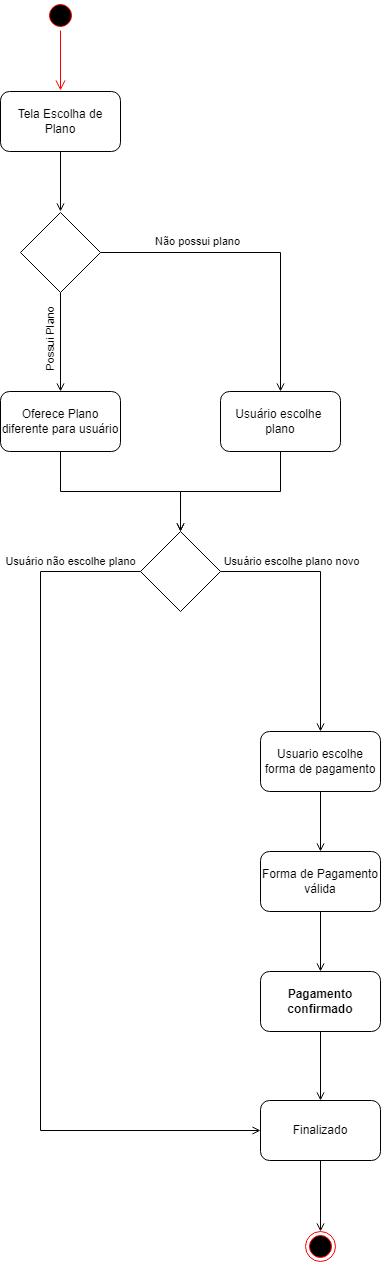 Tela Escolha de
Plano
Não possui plano
Possui Plano
Oferece Plano
diferente para usuário
Usuário escolhe
plano
Usuário não escolhe plano
Usuário escolhe plano novo
Usuario escolhe
forma de pagamento
Forma de Pagamento
válida
Pagamento
confirmado
Finalizado